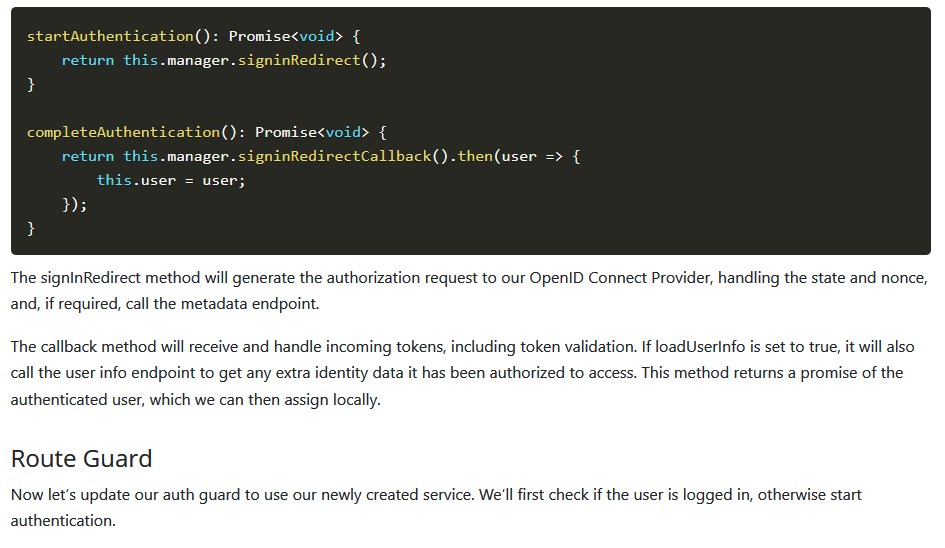 startAuthentication(): Promise<void> {
    return this.manager.signinRedirect();
}

completeAuthentication(): Promise<void> {
    return this.manager.signinRedirectCallback().then(user => {
        this.user = user;
    });
}
The signInRedirect method will generate the authorization request to our OpenID Connect Provider, handling the state and nonce,
and, if required, call the metadata endpoint.
The callback method will receive and handle incoming tokens, including token validation. If loadUserInfo is set to true, it will also
call the user info endpoint to get any extra identity data it has been authorized to access. This method returns a promise of the
authenticated user, which we can then assign locally.
Route Guard
Now let’s update our auth guard to use our newly created service. We’ll first check if the user is logged in, otherwise start
authentication.